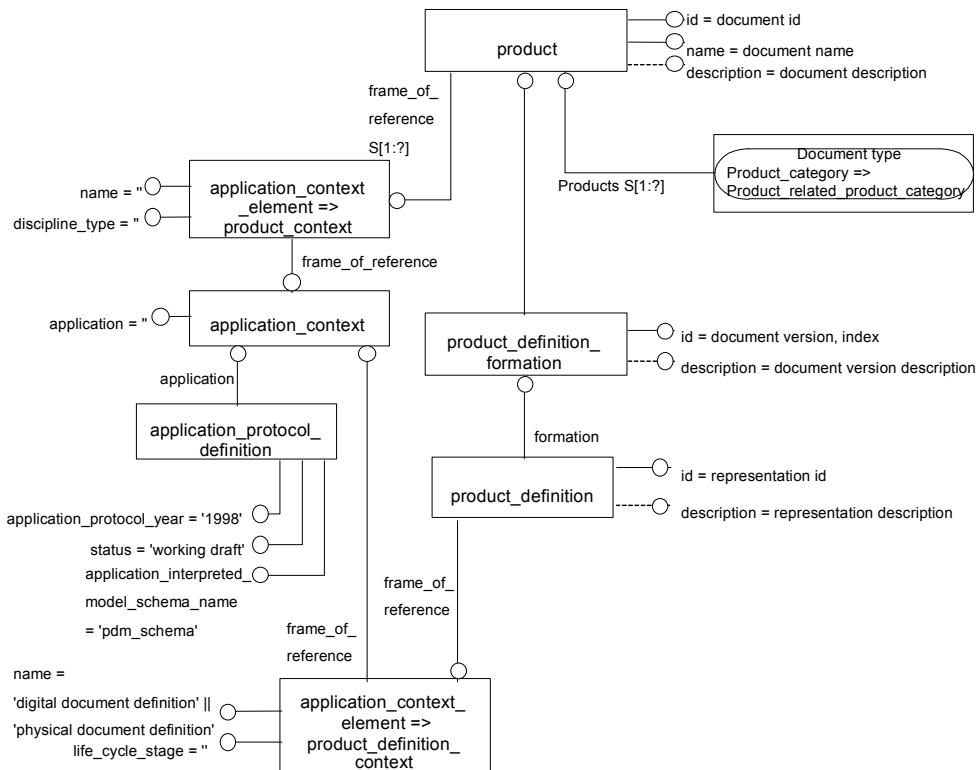 product
id = document id
name = document name
description = document description
frame_of_
reference
S[1:?]
Document type
Product_category =>
Product_related_product_category
Products S[1:?]
name = ''
discipline_type = ''
application_context
_element =>
product_context
frame_of_reference
application = ''
application_context
product_definition_
formation
id = document version, index
description = document version description
application
application_protocol_
definition
formation
product_definition
id = representation id
description = representation description
application_protocol_year = '1998'
status = 'working draft'
application_interpreted_
model_schema_name
= 'pdm_schema'
frame_of_
reference
frame_of_
reference
name =
'digital document definition' ||
'physical document definition'
life_cycle_stage = ''
application_context_
element =>
product_definition_
context